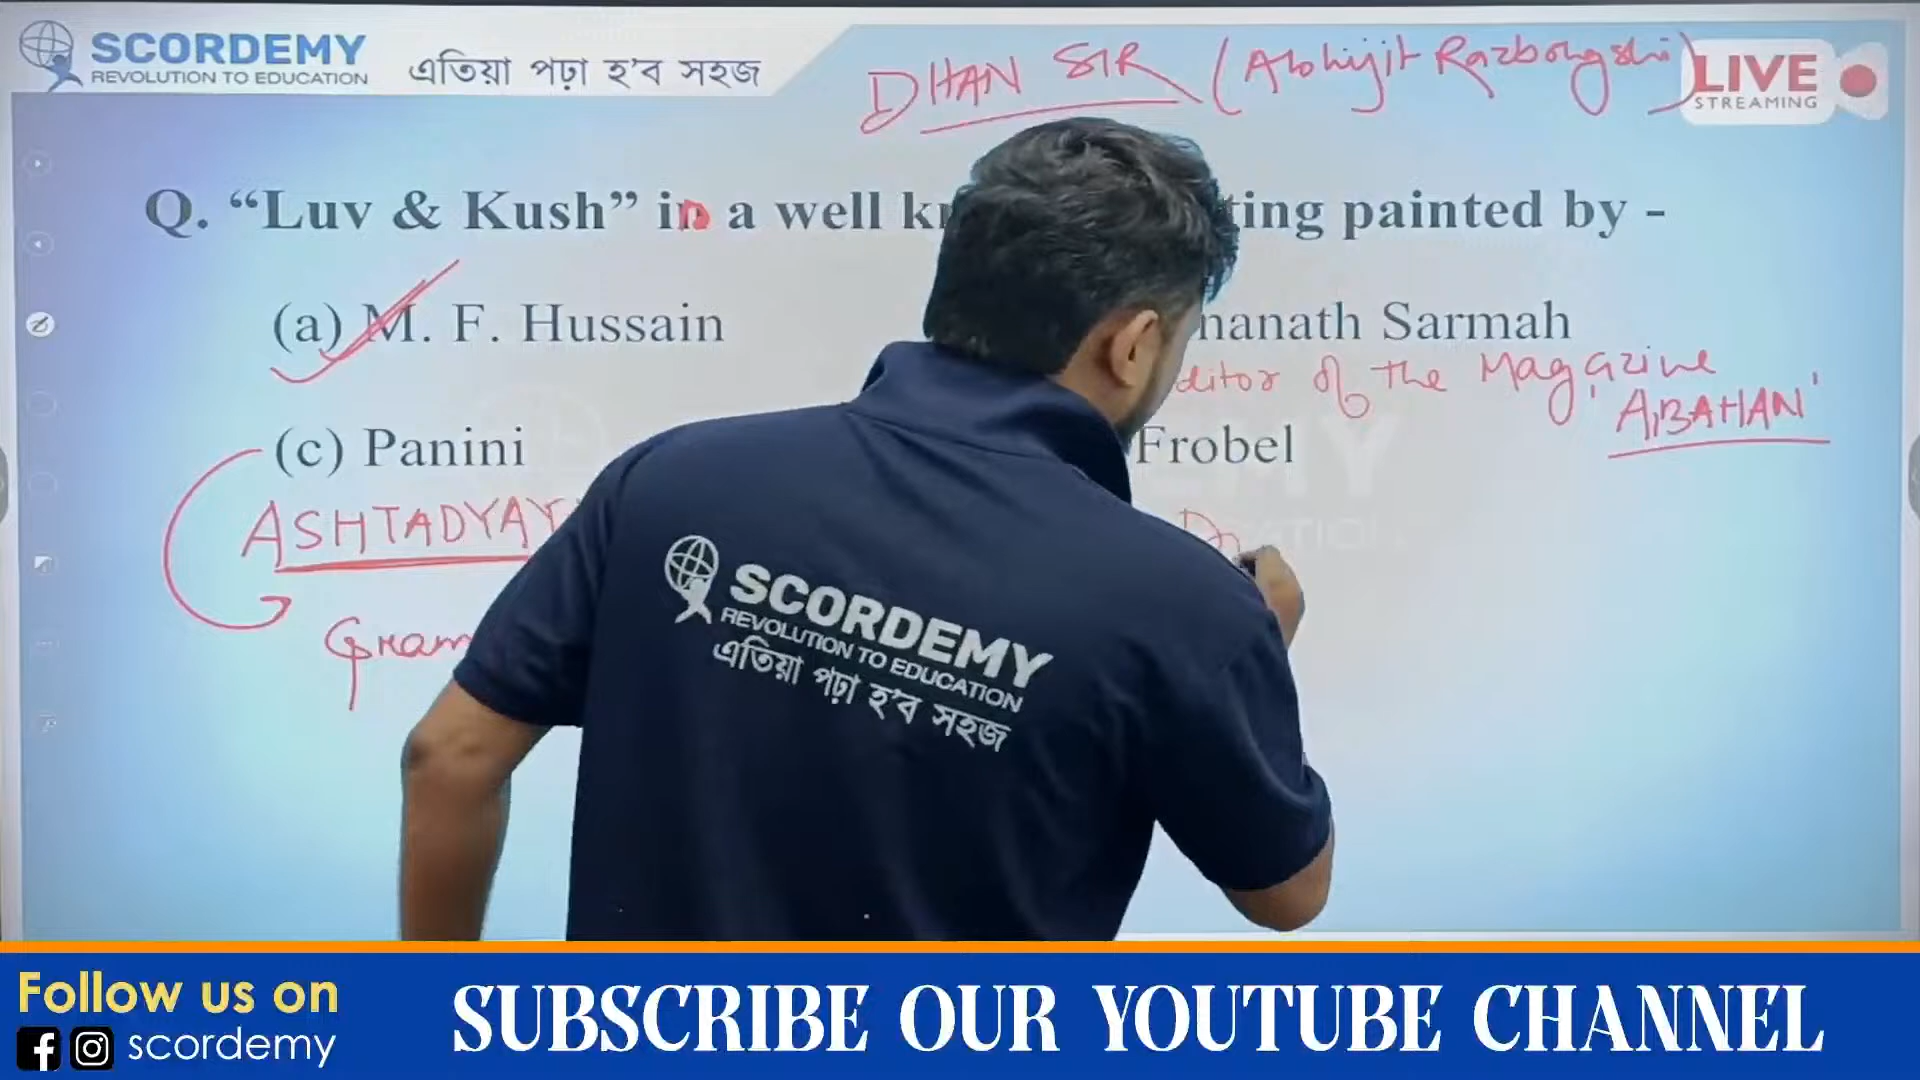 SCORDEMY
REVOLUTION TO EDUCATION
এতিয়া পঢ়া হ'ব সহজ
DHAN SIR (Abhijit Razbongshi)
LIVE
STREAMING
Q. “Luv & Kush” in a well kn ting painted by -
(a) M. F. Hussain
nanath Sarmah
ditor of the Magazine
'ABAHAN'
(c) Panini
Frobel
ASHTADYAY
Gram
SCORDEMY
REVOLUTION TO EDUCATION
এতিয়া পঢ়া হ'ব সহজ
Follow us on
scordemy
SUBSCRIBE OUR YOUTUBE CHANNEL